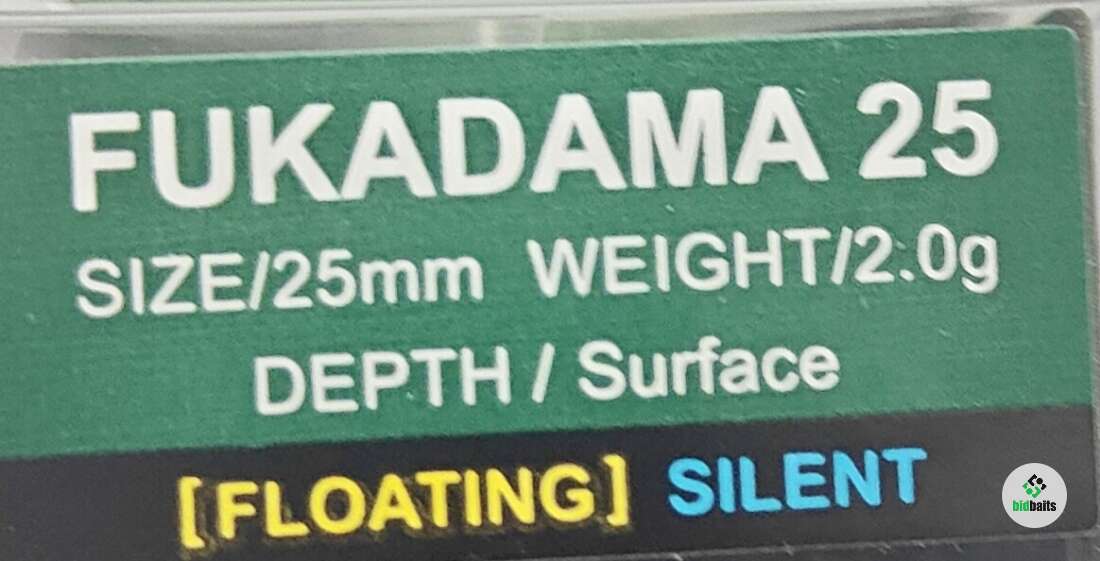 FUKADAMA 25
SIZE/25mm WEIGHT/2.0g
DEPTH / Surface
[FLOATING] SILENT
bidbaits